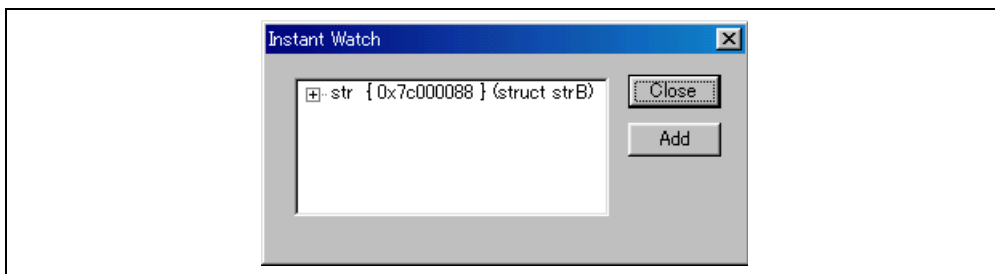 Instant Watch
str { 0x7c000088 } (struct strB)
Close
Add